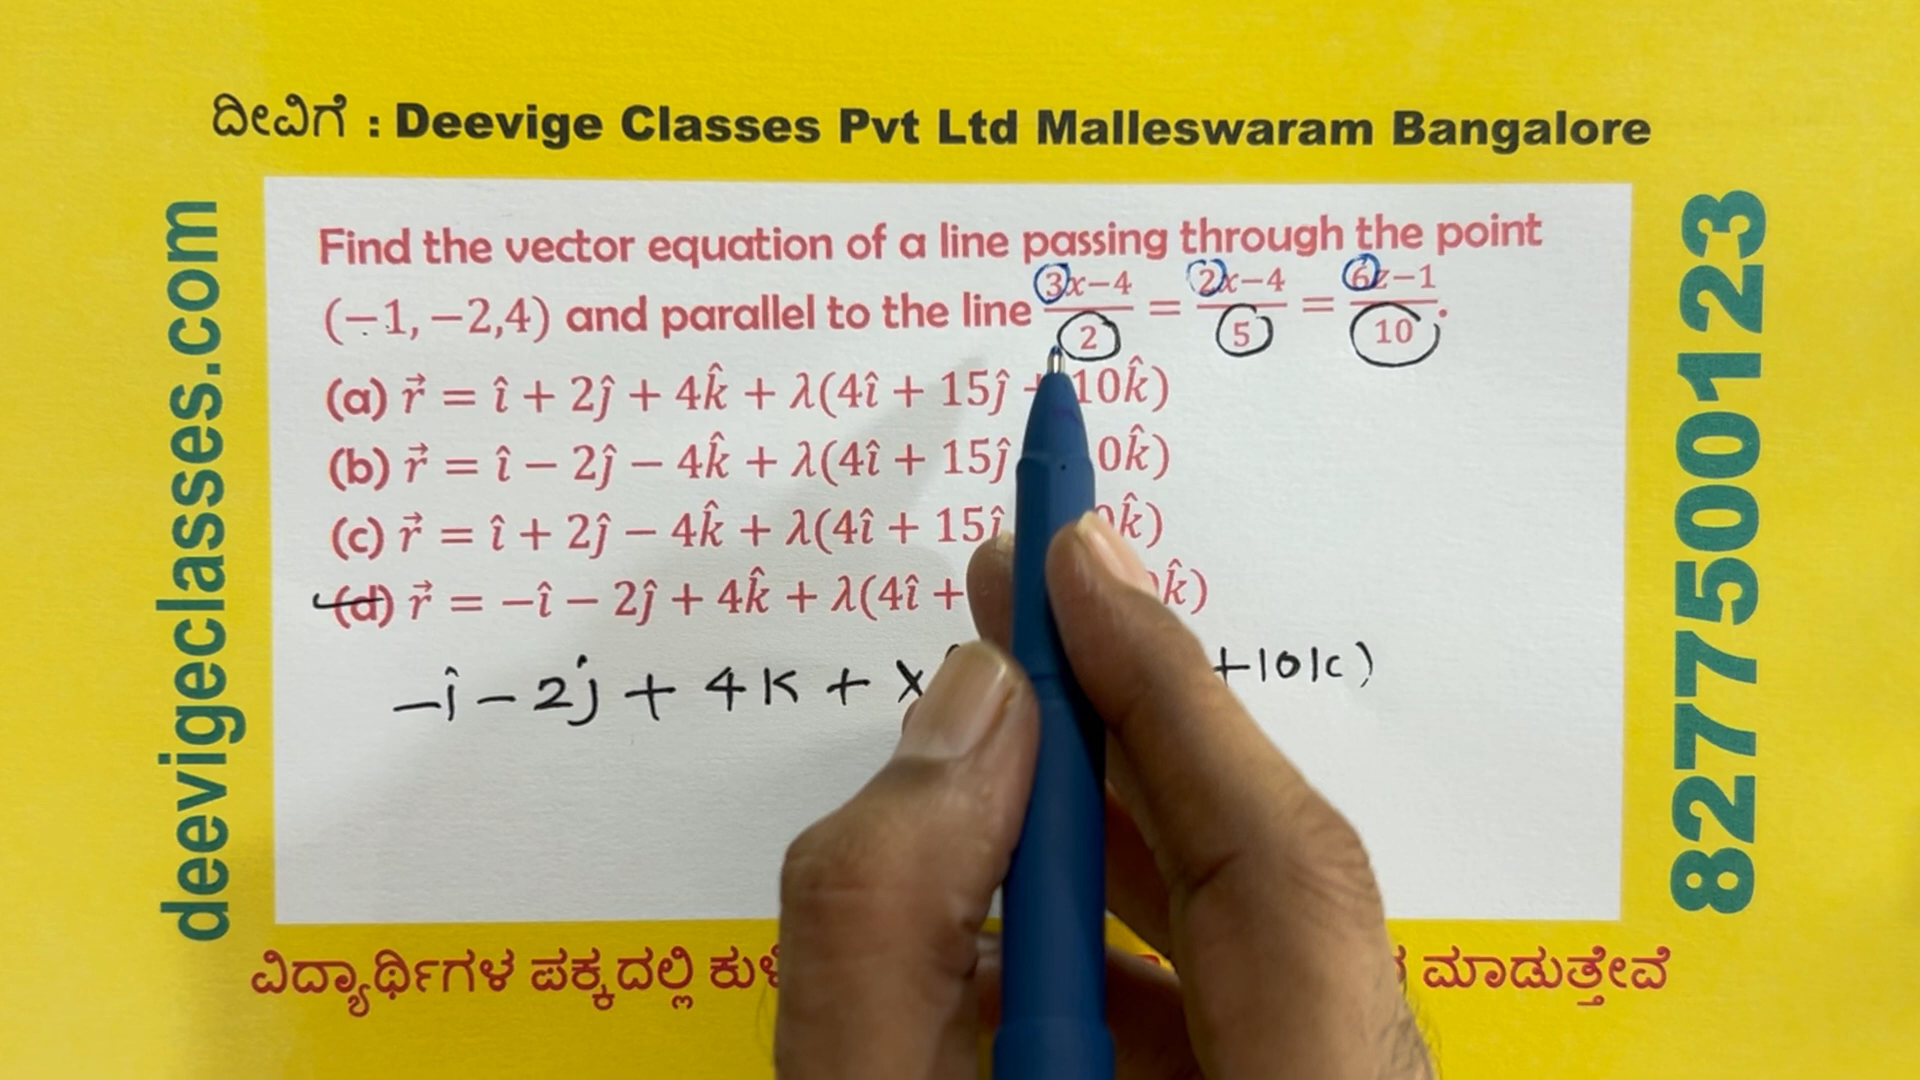 ದೀವಿಗೆ : Deevige Classes Pvt Ltd Malleswaram Bangalore
deevigeclasses.com
Find the vector equation of a line passing through the point
(−1, −2,4) and parallel to the line (3x−4)/2 = (2x−4)/5 = (6z−1)/10.
(a) r⃗ = î + 2ĵ + 4k̂ + λ(4î + 15ĵ + 10k̂)
(b) r⃗ = î − 2ĵ − 4k̂ + λ(4î + 15ĵ 0k̂)
(c) r⃗ = î + 2ĵ − 4k̂ + λ(4î + 15ĵ k̂)
(d) r⃗ = −î − 2ĵ + 4k̂ + λ(4î + k̂)
−î − 2j + 4k + λ +10k)
8277500123
ವಿದ್ಯಾರ್ಥಿಗಳ ಪಕ್ಕದಲ್ಲಿ ಮಾಡುತ್ತೇವೆ